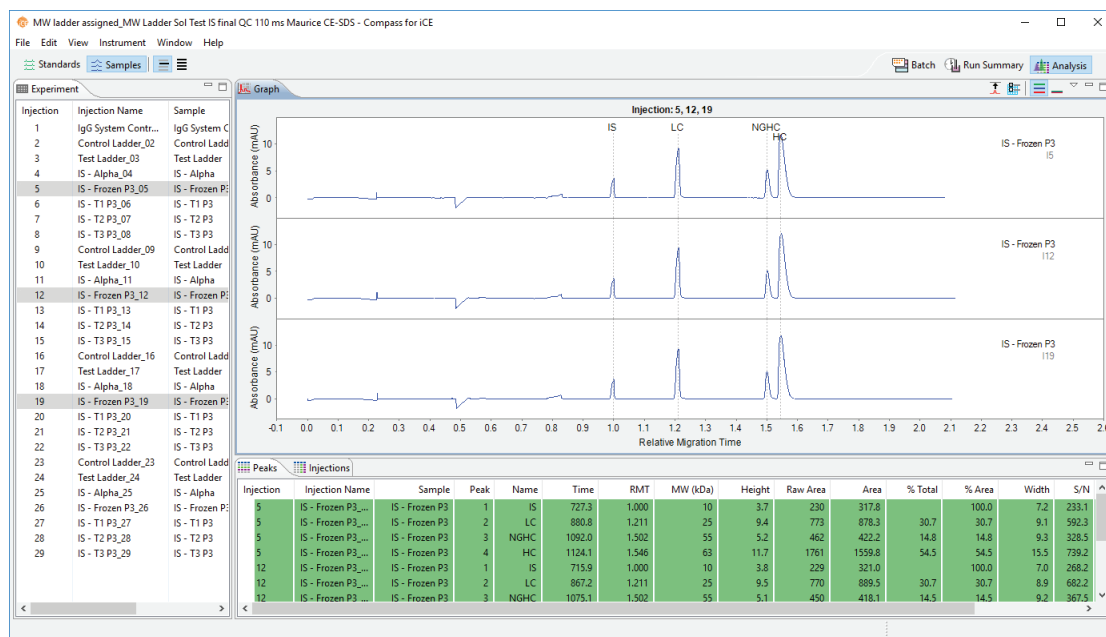 MW ladder assigned_MW Ladder Sol Test IS final QC 110 ms Maurice CE-SDS - Compass for iCE
File Edit View Instrument Window Help
Standards Samples Batch Run Summary Analysis
Experiment
Injection Injection Name Sample
1 IgG System Contr... IgG System C
2 Control Ladder_02 Control Ladd
3 Test Ladder_03 Test Ladder
4 IS - Alpha_04 IS - Alpha
5 IS - Frozen P3_05 IS - Frozen P3
6 IS - T1 P3_06 IS - T1 P3
7 IS - T2 P3_07 IS - T2 P3
8 IS - T3 P3_08 IS - T3 P3
9 Control Ladder_09 Control Ladd
10 Test Ladder_10 Test Ladder
11 IS - Alpha_11 IS - Alpha
12 IS - Frozen P3_12 IS - Frozen P3
13 IS - T1 P3_13 IS - T1 P3
14 IS - T2 P3_14 IS - T2 P3
15 IS - T3 P3_15 IS - T3 P3
16 Control Ladder_16 Control Ladd
17 Test Ladder_17 Test Ladder
18 IS - Alpha_18 IS - Alpha
19 IS - Frozen P3_19 IS - Frozen P3
20 IS - T1 P3_20 IS - T1 P3
21 IS - T2 P3_21 IS - T2 P3
22 IS - T3 P3_22 IS - T3 P3
23 Control Ladder_23 Control Ladd
24 Test Ladder_24 Test Ladder
25 IS - Alpha_25 IS - Alpha
26 IS - Frozen P3_26 IS - Frozen P3
27 IS - T1 P3_27 IS - T1 P3
28 IS - T2 P3_28 IS - T2 P3
29 IS - T3 P3_29 IS - T3 P3
Graph
Injection: 5, 12, 19
IS LC NGHC HC
Absorbance (mAU)
10
5
0
IS - Frozen P3
I5
Absorbance (mAU)
10
5
0
IS - Frozen P3
I12
Absorbance (mAU)
10
5
0
IS - Frozen P3
I19
-0.1 0.0 0.1 0.2 0.3 0.4 0.5 0.6 0.7 0.8 0.9 1.0 1.1 1.2 1.3 1.4 1.5 1.6 1.7 1.8 1.9 2.0 2.1 2.2 2.3 2.4 2.5 2.6
Relative Migration Time
Peaks Injections
Injection Injection Name Sample Peak Name Time RMT MW (kDa) Height Raw Area Area % Total % Area Width S/N
5 IS - Frozen P3_... IS - Frozen P3 1 IS 727.3 1.000 10 3.7 230 317.8 100.0 7.2 233.1
5 IS - Frozen P3_... IS - Frozen P3 2 LC 880.8 1.211 25 9.4 773 878.3 30.7 30.7 9.1 592.3
5 IS - Frozen P3_... IS - Frozen P3 3 NGHC 1092.0 1.502 55 5.2 462 422.2 14.8 14.8 9.3 328.5
5 IS - Frozen P3_... IS - Frozen P3 4 HC 1124.1 1.546 63 11.7 1761 1559.8 54.5 54.5 15.5 739.2
12 IS - Frozen P3_... IS - Frozen P3 1 IS 715.9 1.000 10 3.8 229 321.0 100.0 7.0 268.2
12 IS - Frozen P3_... IS - Frozen P3 2 LC 867.2 1.211 25 9.5 770 889.5 30.7 30.7 8.9 682.2
12 IS - Frozen P3_... IS - Frozen P3 3 NGHC 1075.1 1.502 55 5.1 450 418.1 14.5 14.5 9.2 367.5